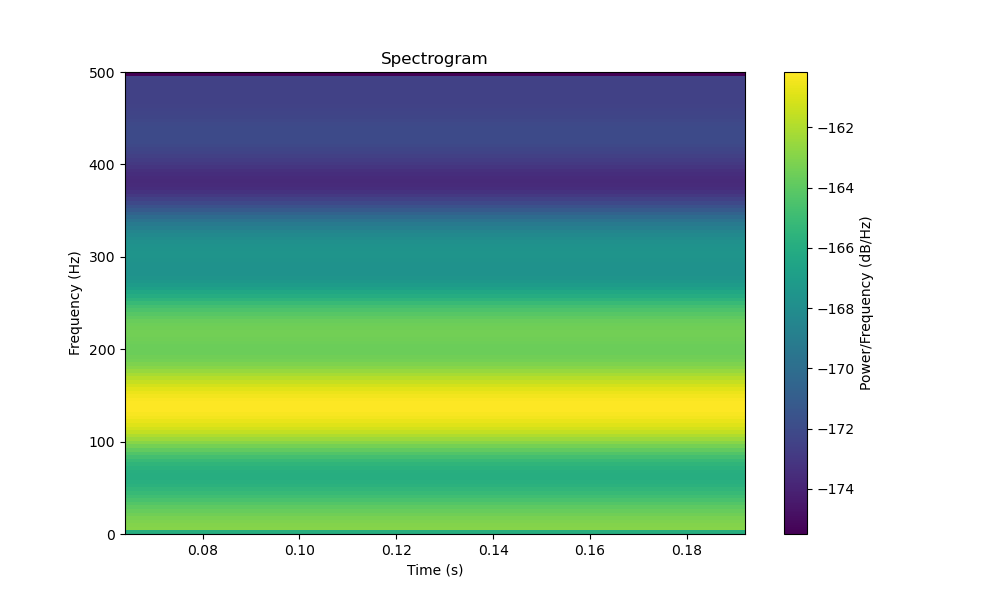 Spectrogram
500
400
300
200
100
0
Frequency (Hz)
0.08 0.10 0.12 0.14 0.16 0.18
Time (s)
−162
−164
−166
−168
−170
−172
−174
Power/Frequency (dB/Hz)